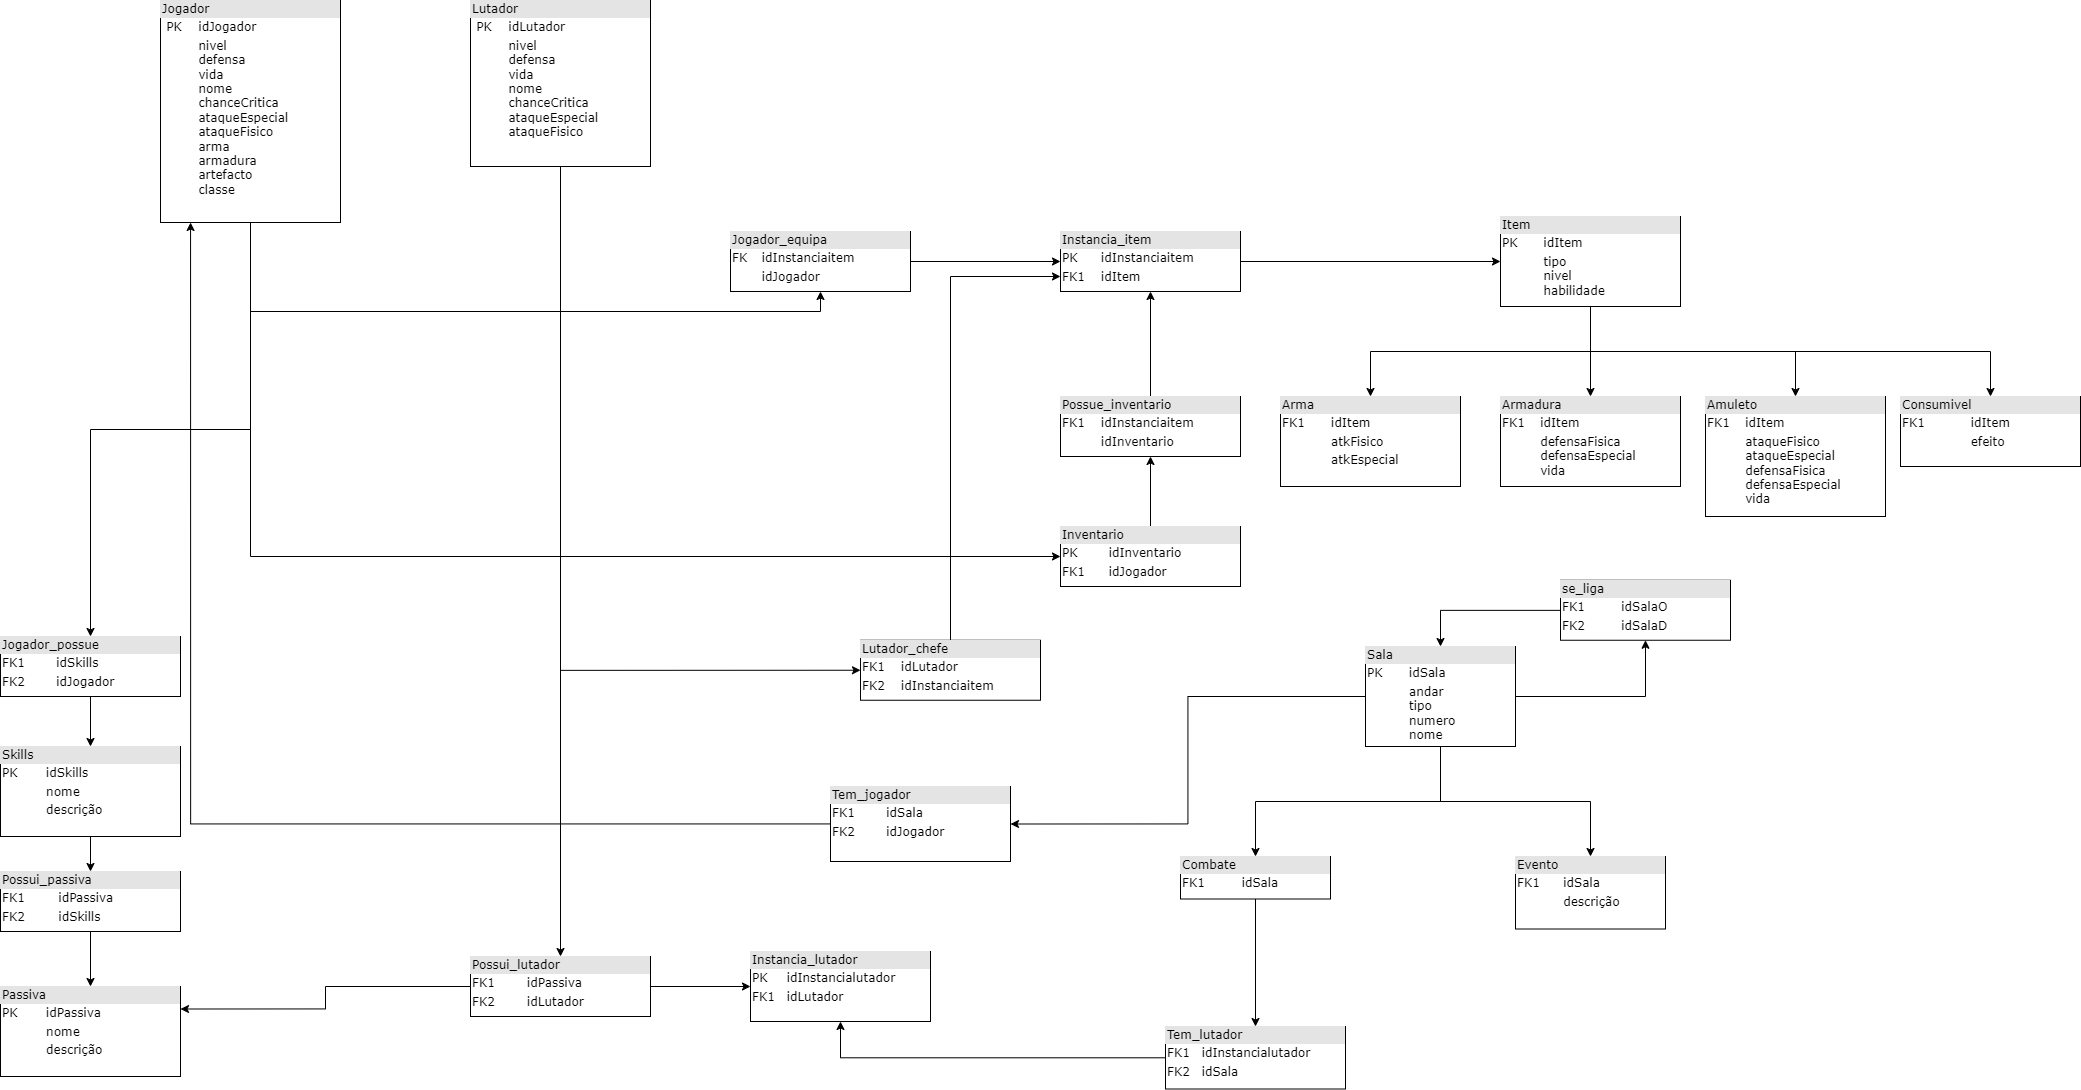 Jogador
PK idJogador
nivel
defensa
vida
nome
chanceCritica
ataqueEspecial
ataqueFisico
arma
armadura
artefacto
classe
Lutador
PK idLutador
nivel
defensa
vida
nome
chanceCritica
ataqueEspecial
ataqueFisico
Jogador_equipa
FK idInstanciaitem
idJogador
Instancia_item
PK idInstanciaitem
FK1 idItem
Item
PK idItem
tipo
nivel
habilidade
Possue_inventario
FK1 idInstanciaitem
idInventario
Arma
FK1 idItem
atkFisico
atkEspecial
Armadura
FK1 idItem
defensaFisica
defensaEspecial
vida
Amuleto
FK1 idItem
ataqueFisico
ataqueEspecial
defensaFisica
defensaEspecial
vida
Consumivel
FK1 idItem
efeito
Inventario
PK idInventario
FK1 idJogador
se_liga
FK1 idSalaO
FK2 idSalaD
Jogador_possue
FK1 idSkills
FK2 idJogador
Lutador_chefe
FK1 idLutador
FK2 idInstanciaitem
Sala
PK idSala
andar
tipo
numero
nome
Skills
PK idSkills
nome
descrição
Tem_jogador
FK1 idSala
FK2 idJogador
Combate
FK1 idSala
Evento
FK1 idSala
descrição
Possui_passiva
FK1 idPassiva
FK2 idSkills
Possui_lutador
FK1 idPassiva
FK2 idLutador
Instancia_lutador
PK idInstancialutador
FK1 idLutador
Passiva
PK idPassiva
nome
descrição
Tem_lutador
FK1 idInstancialutador
FK2 idSala